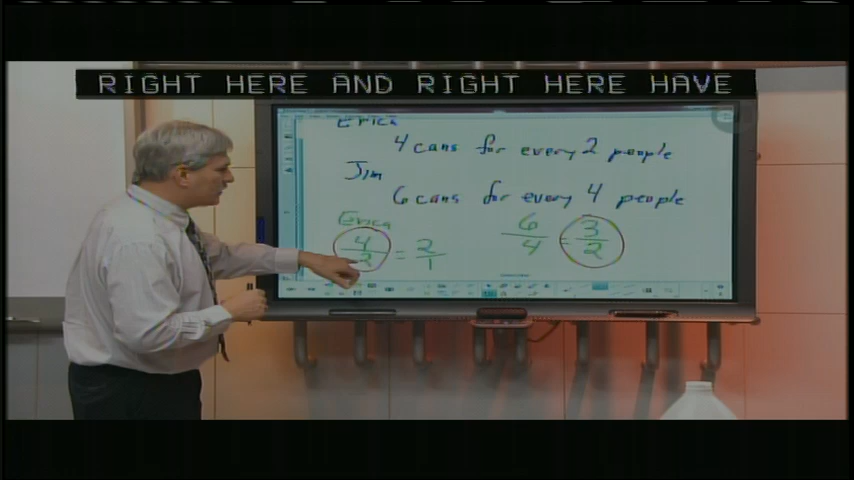 RIGHT HERE AND RIGHT HERE HAVE
Erica
4 cans for every 2 people
Jim
6 cans for every 4 people
Erica
4/2 = 2/1
6/4 = 3/2